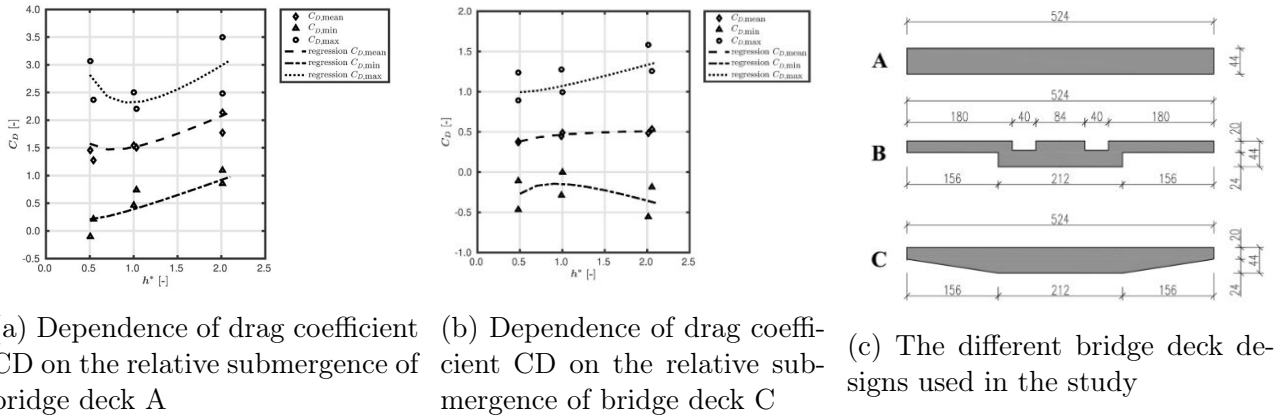 4.0
3.5
3.0
2.5
2.0
1.5
1.0
0.5
0.0
-0.5
C_D [-]
0.0 0.5 1.0 1.5 2.0 2.5
h* [-]
C_D,mean
C_D,min
C_D,max
regression C_D,mean
regression C_D,min
regression C_D,max
2.0
1.5
1.0
0.5
0.0
-0.5
-1.0
C_D [-]
0.0 0.5 1.0 1.5 2.0 2.5
h* [-]
C_D,mean
C_D,min
C_D,max
regression C_D,mean
regression C_D,min
regression C_D,max
524
A
44
524
180 40 84 40 180
B
20
44
24
156 212 156
524
C
20
44
24
156 212 156
a) Dependence of drag coefficient
CD on the relative submergence of
bridge deck A
(b) Dependence of drag coeffi-
cient CD on the relative sub-
mergence of bridge deck C
(c) The different bridge deck de-
signs used in the study